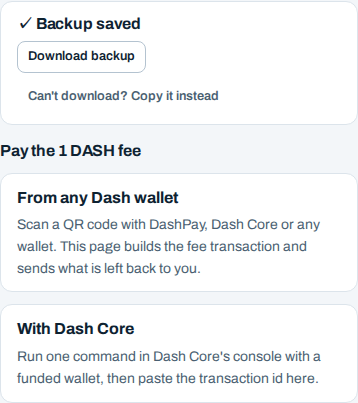 ✓ Backup saved
Download backup
Can't download? Copy it instead
Pay the 1 DASH fee
From any Dash wallet
Scan a QR code with DashPay, Dash Core or any
wallet. This page builds the fee transaction and
sends what is left back to you.
With Dash Core
Run one command in Dash Core's console with a
funded wallet, then paste the transaction id here.